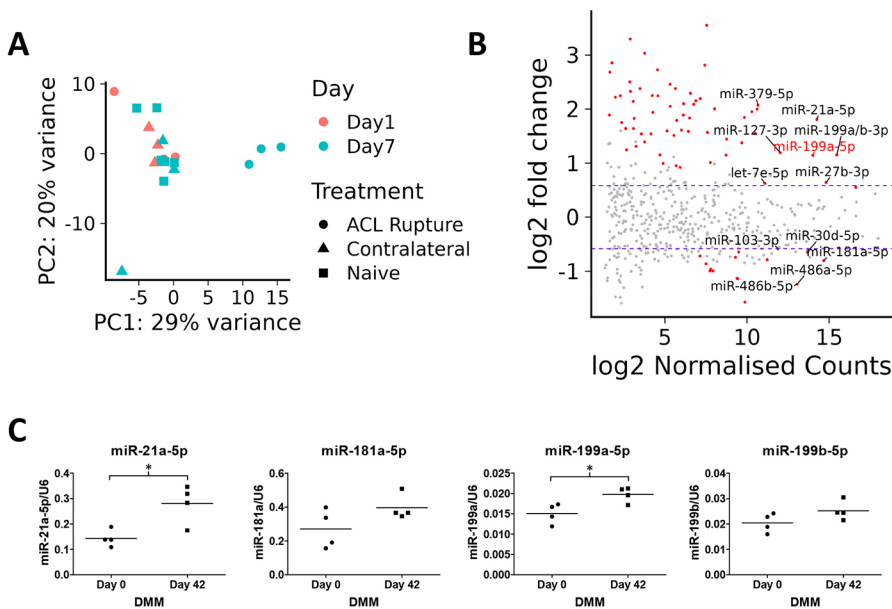 A
10
0
-10
PC2: 20% variance
-5 0 5 10 15
PC1: 29% variance
Day
Day1
Day7
Treatment
ACL Rupture
Contralateral
Naive
B
3
2
1
0
-1
log2 fold change
miR-379-5p
miR-21a-5p
miR-127-3p miR-199a/b-3p
miR-199a-5p
let-7e-5p miR-27b-3p
miR-103-3p miR-30d-5p
miR-181a-5p
miR-486a-5p
miR-486b-5p
5 10 15
log2 Normalised Counts
C
miR-21a-5p
0.4
0.3
0.2
0.1
0.0
miR-21a-5p/U6
*
Day 0 Day 42
DMM
miR-181a-5p
0.6
0.4
0.2
0.0
miR-181a/U6
Day 0 Day 42
DMM
miR-199a-5p
0.025
0.020
0.015
0.010
0.005
0.000
miR-199a/U6
*
Day 0 Day 42
DMM
miR-199b-5p
0.04
0.03
0.02
0.01
0.00
miR-199b/U6
Day 0 Day 42
DMM